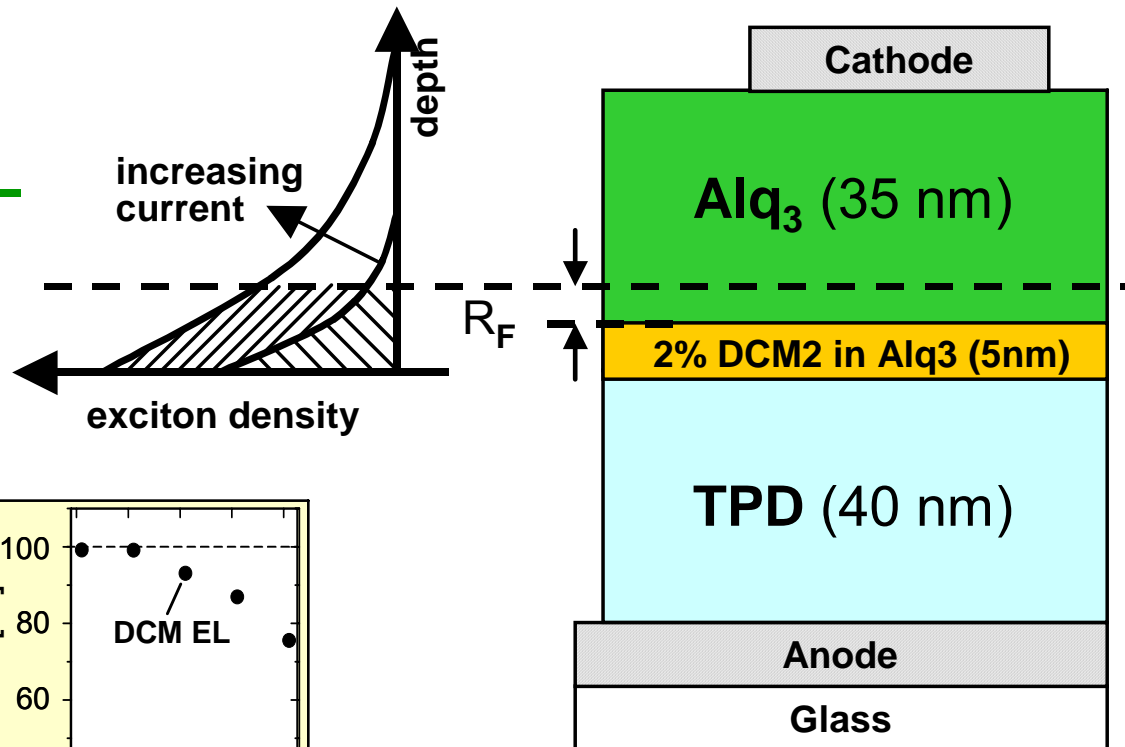 depth
increasing
current
exciton density
R_F
Cathode
Alq₃ (35 nm)
2% DCM2 in Alq3 (5nm)
TPD (40 nm)
Anode
Glass
100
80
60
DCM EL